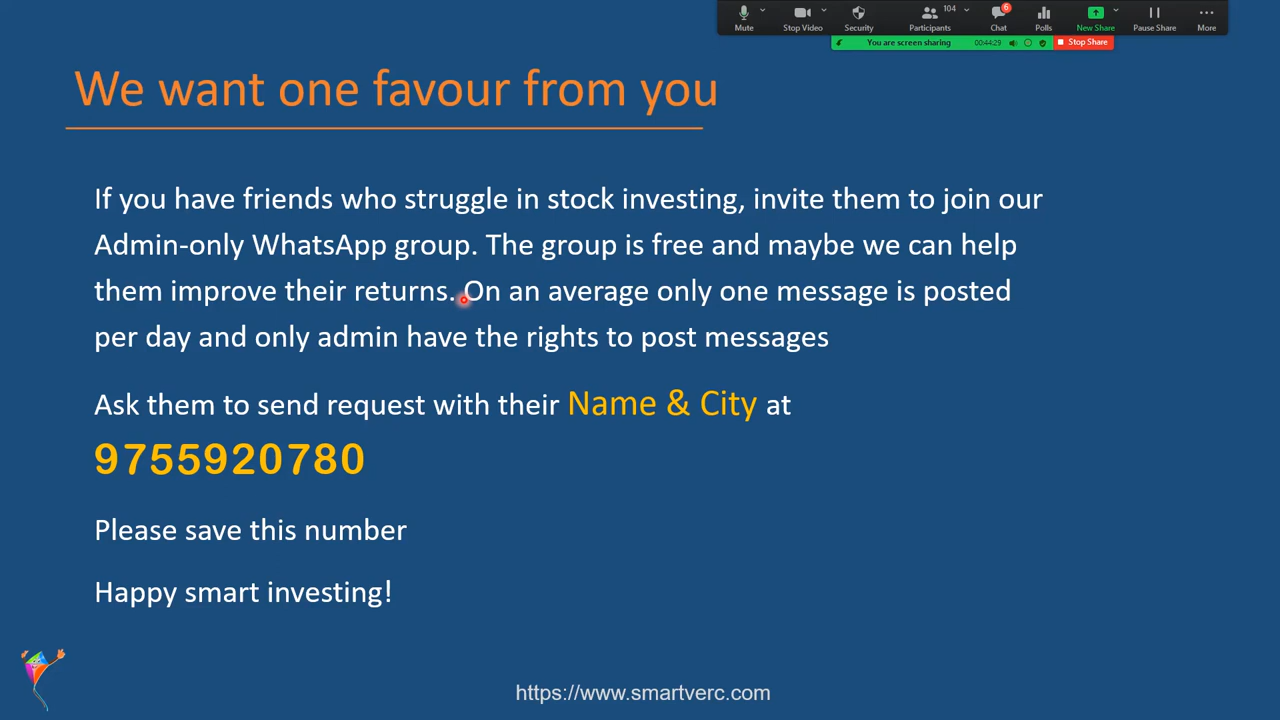 Mute
Stop Video
Security
Participants
104
Chat
6
Polls
New Share
Pause Share
More
You are screen sharing
00:44:29
Stop Share
We want one favour from you
If you have friends who struggle in stock investing, invite them to join our
Admin-only WhatsApp group. The group is free and maybe we can help
them improve their returns. On an average only one message is posted
per day and only admin have the rights to post messages
Ask them to send request with their Name & City at
9755920780
Please save this number
Happy smart investing!
https://www.smartverc.com